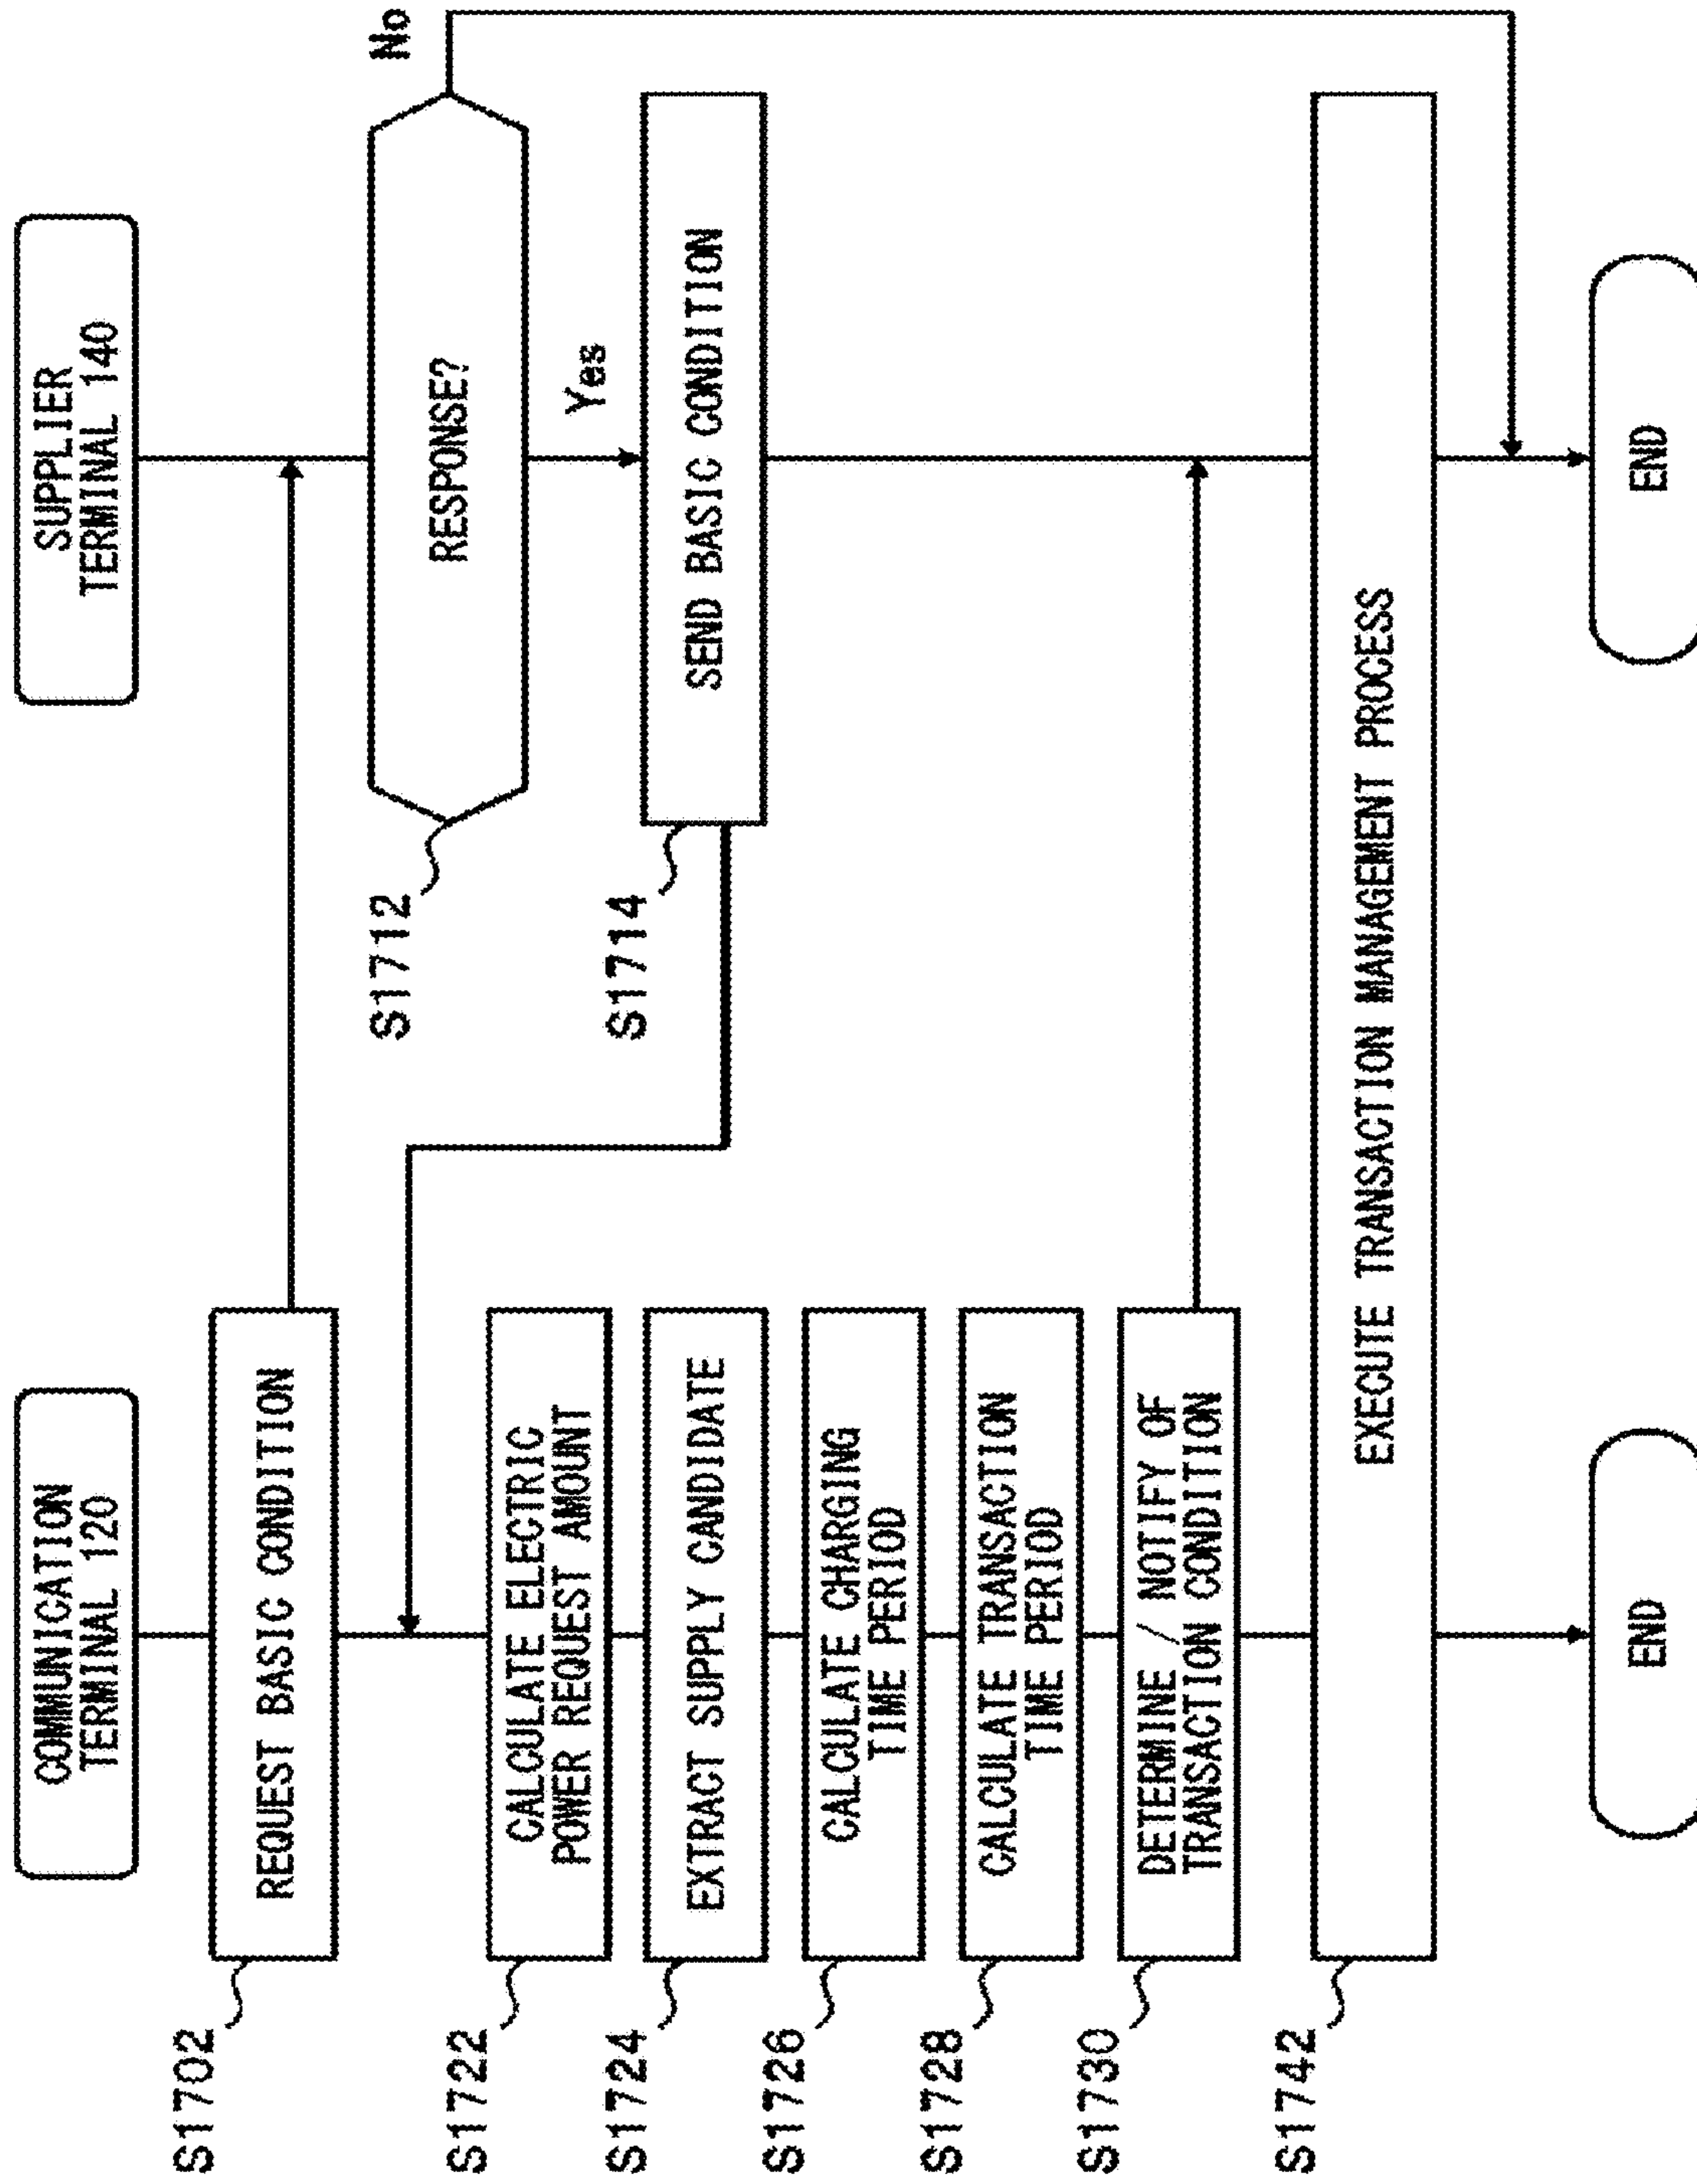 COMMUNICATION
TERMINAL 120
SUPPLIER
TERMINAL 140
S1702
REQUEST BASIC CONDITION
S1712
RESPONSE?
No
Yes
S1714
SEND BASIC CONDITION
S1722
CALCULATE ELECTRIC
POWER REQUEST AMOUNT
S1724
EXTRACT SUPPLY CANDIDATE
S1726
CALCULATE CHARGING
TIME PERIOD
S1728
CALCULATE TRANSACTION
TIME PERIOD
S1730
DETERMINE / NOTIFY OF
TRANSACTION CONDITION
S1742
EXECUTE TRANSACTION MANAGEMENT PROCESS
END
END